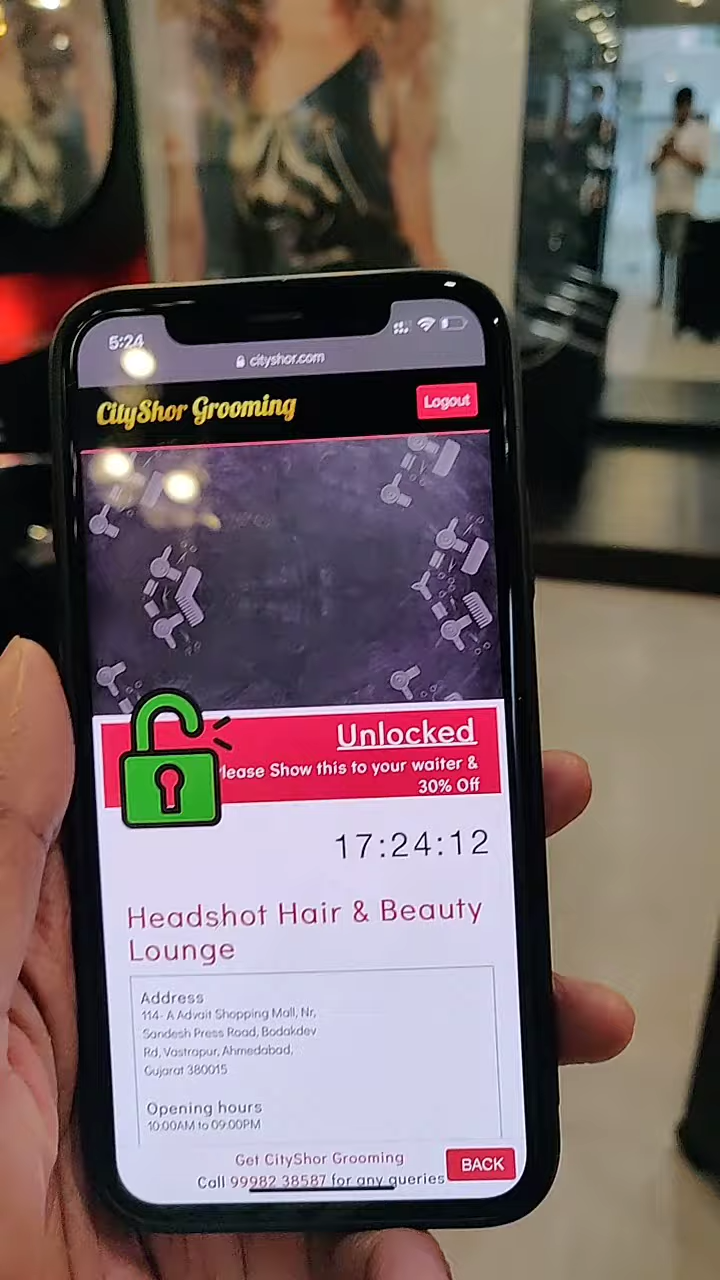 5:24
cityshor.com
CityShor Grooming
Logout
Unlocked
lease Show this to your waiter &
30% Off
17:24:12
Headshot Hair & Beauty
Lounge
Address
114- A Advait Shopping Mall, Nr,
Sandesh Press Road, Bodakdev
Rd, Vastrapur, Ahmedabad,
Gujarat 380015
Opening hours
10:00AM to 09:00PM
Get CityShor Grooming
Call 99982 38587 for any queries
BACK